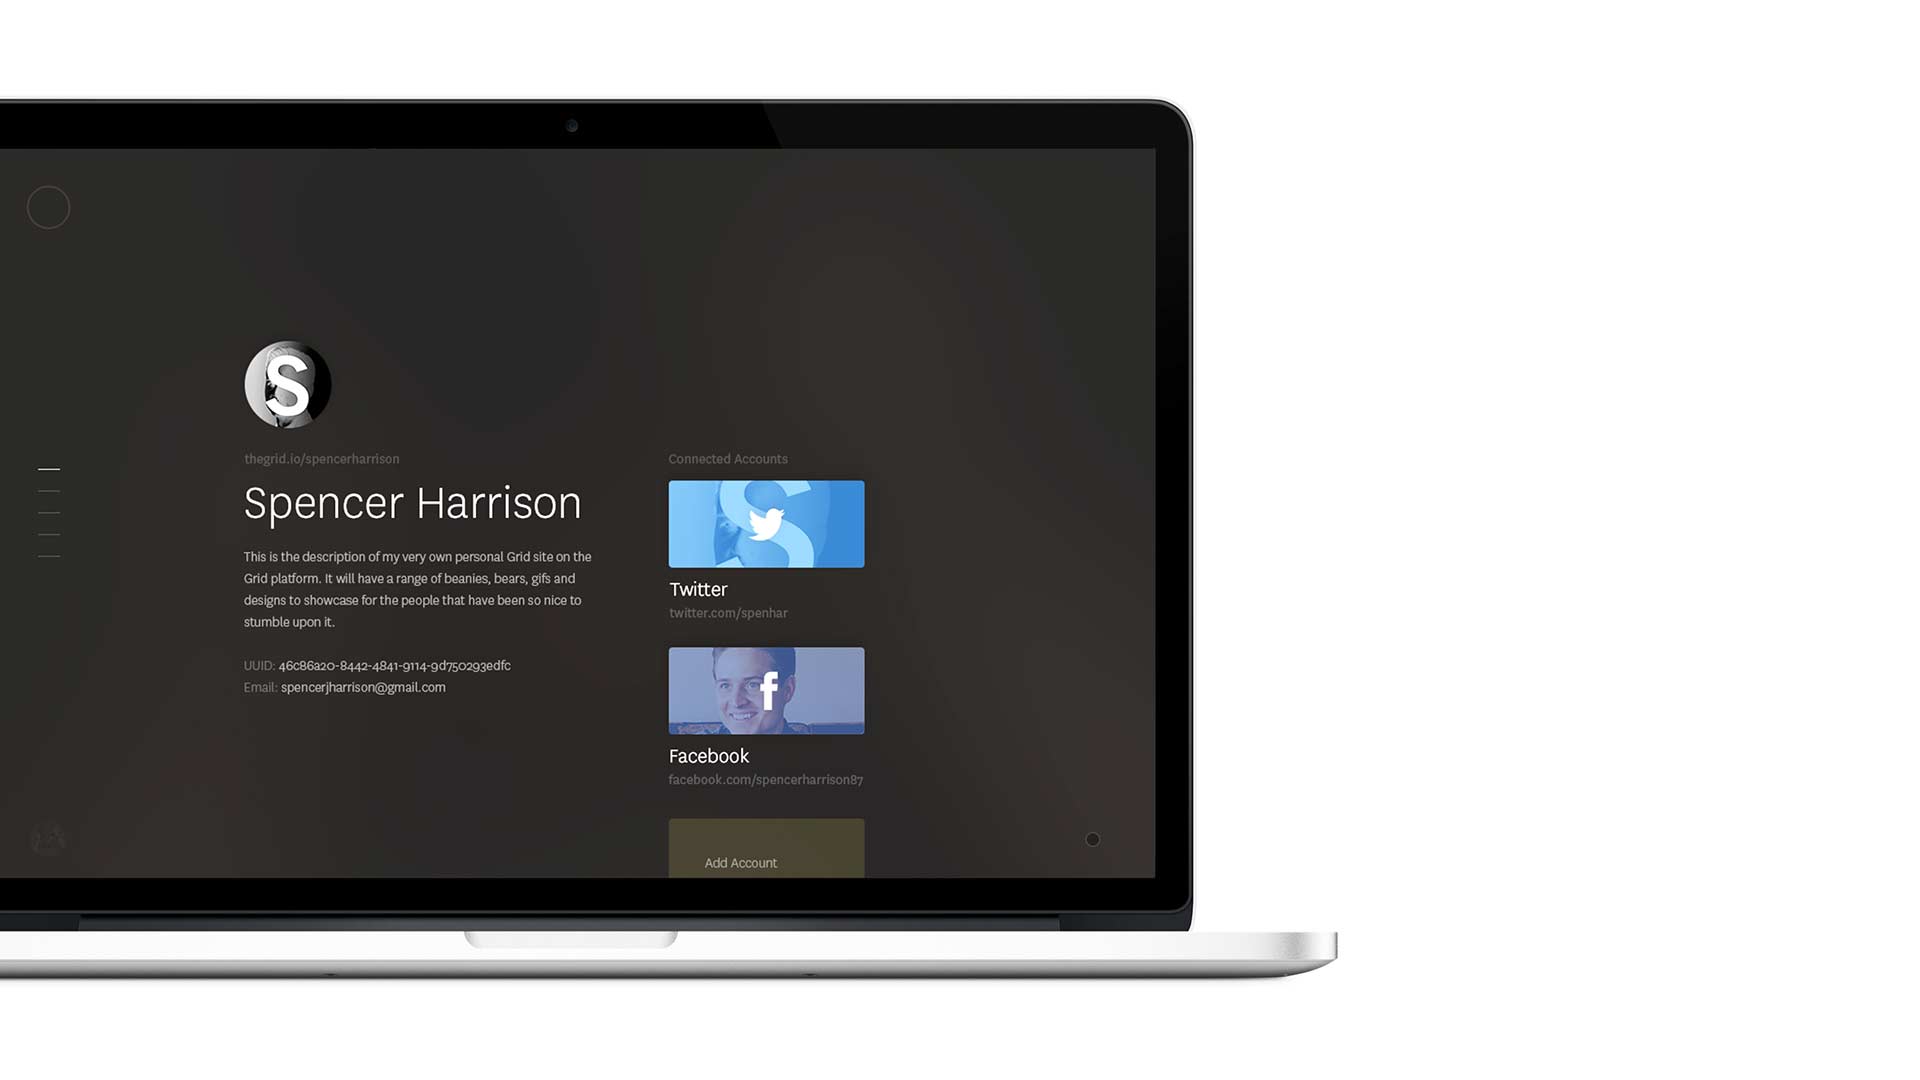 S
thegrid.io/spencerharrison
Spencer Harrison
This is the description of my very own personal Grid site on the
Grid platform. It will have a range of beanies, bears, gifs and
designs to showcase for the people that have been so nice to
stumble upon it.
UUID: 46c86a20-8442-4841-9114-9d750293edfc
Email: spencerjharrison@gmail.com
Connected Accounts
S
Twitter
twitter.com/spenhar
f
Facebook
facebook.com/spencerharrison87
Add Account